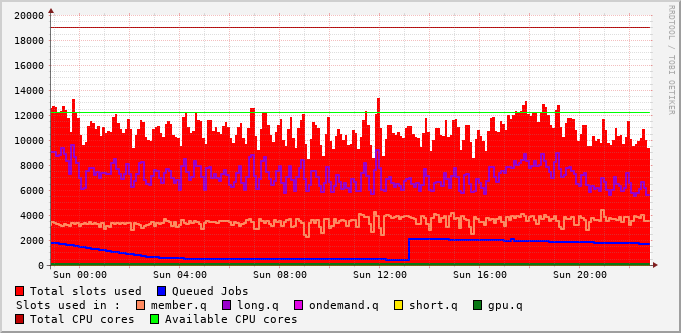 20000
18000
16000
14000
12000
10000
8000
6000
4000
2000
0
Sun 00:00 Sun 04:00 Sun 08:00 Sun 12:00 Sun 16:00 Sun 20:00
RRDTOOL / TOBI OETIKER
Total slots used Queued Jobs
Slots used in : member.q long.q ondemand.q short.q gpu.q
Total CPU cores Available CPU cores